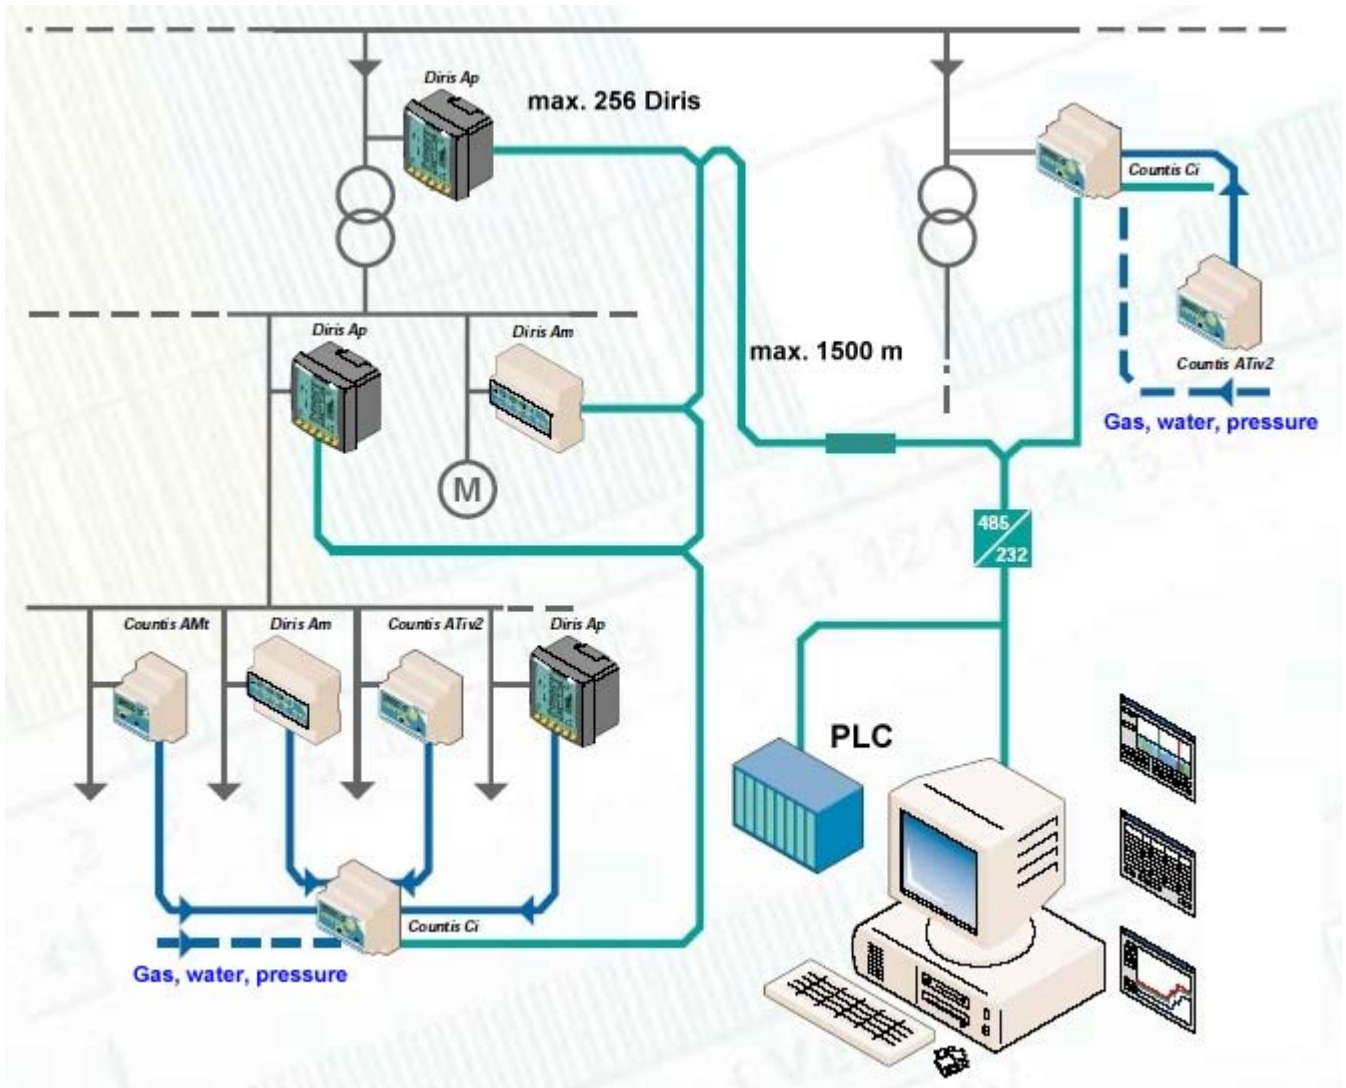 Diris Ap
max. 256 Diris
Countis Ci
Diris Ap
Diris Am
max. 1500 m
Countis ATiv2
Gas, water, pressure
M
485
232
Countis AMt
Diris Am
Countis ATiv2
Diris Ap
PLC
Countis Ci
Gas, water, pressure